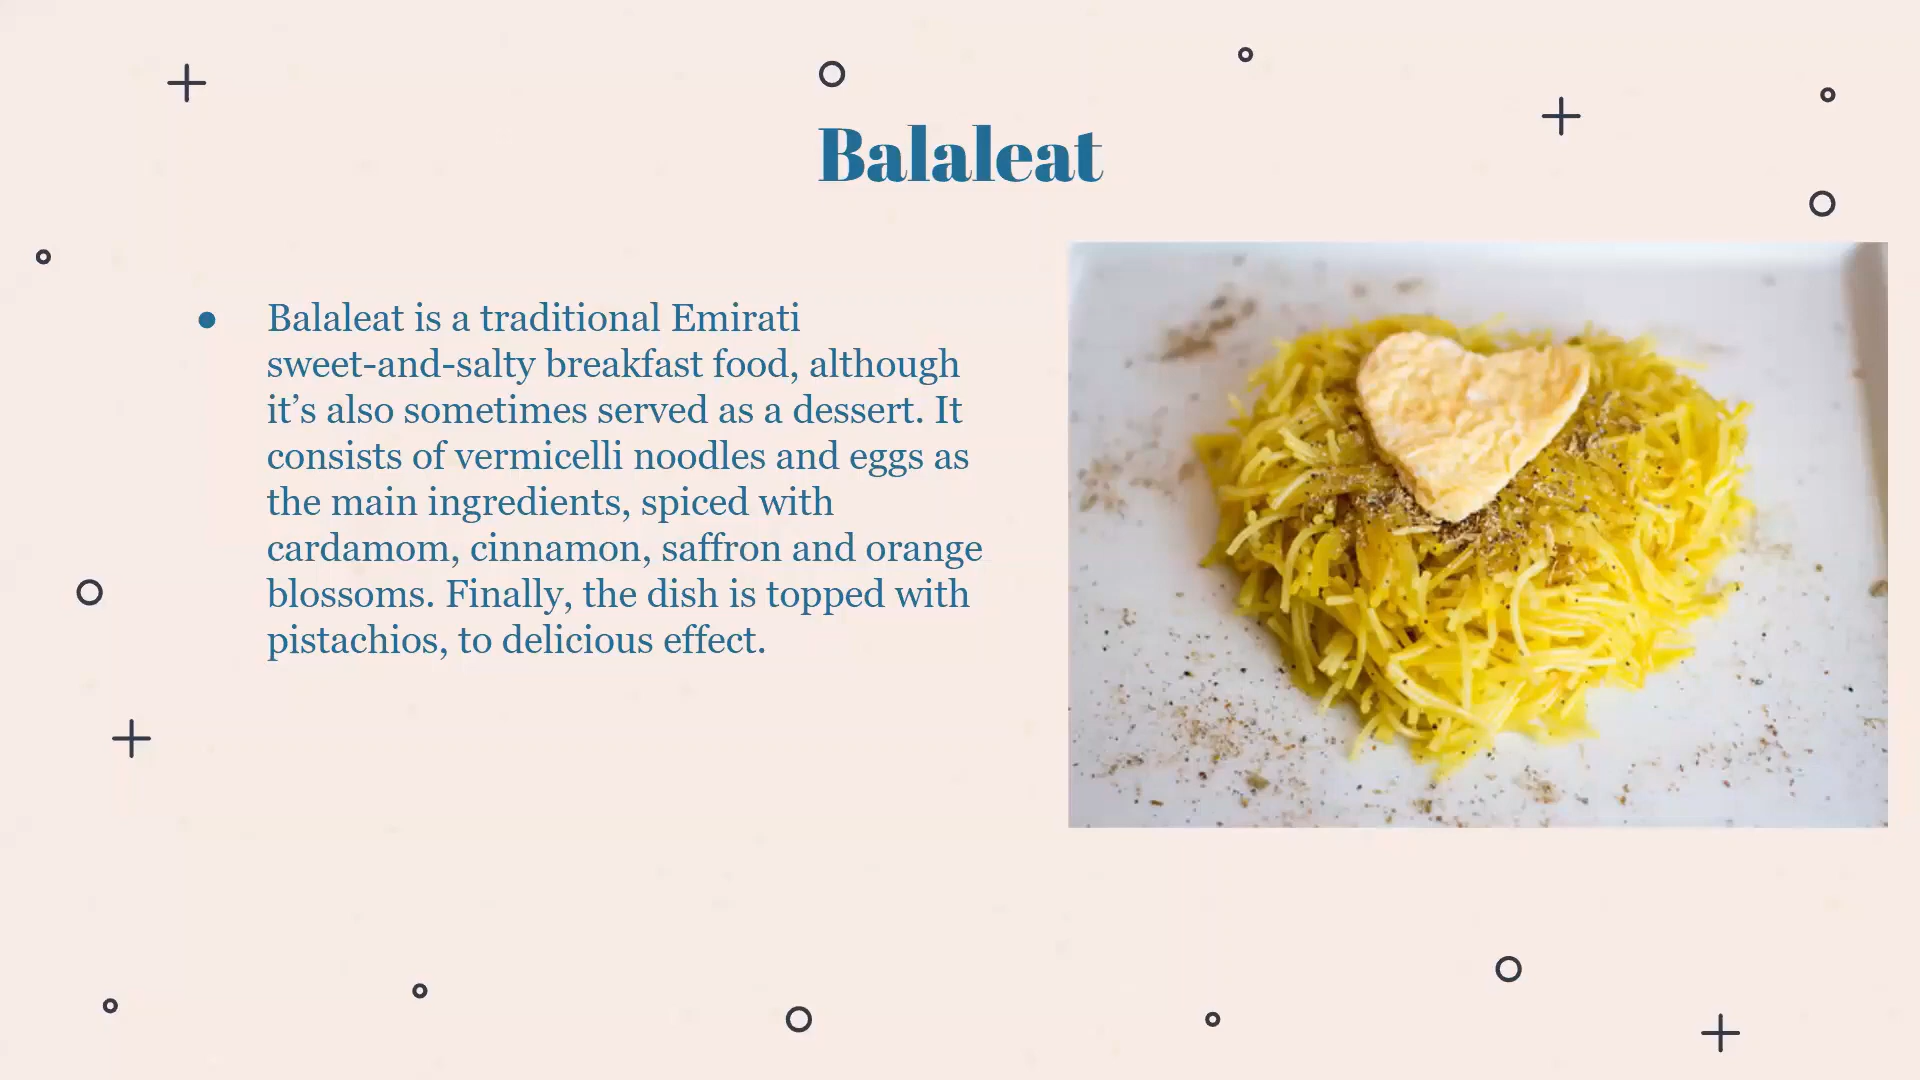 Balaleat
● Balaleat is a traditional Emirati
sweet-and-salty breakfast food, although
it’s also sometimes served as a dessert. It
consists of vermicelli noodles and eggs as
the main ingredients, spiced with
cardamom, cinnamon, saffron and orange
blossoms. Finally, the dish is topped with
pistachios, to delicious effect.